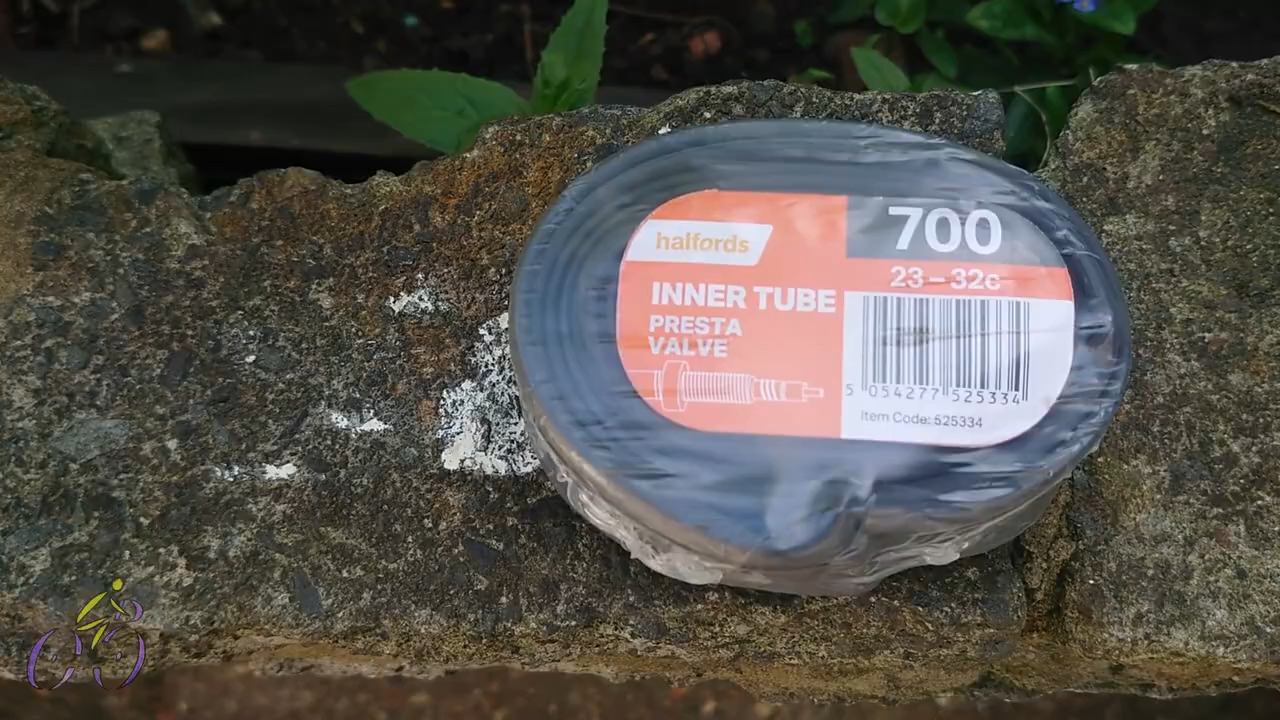 halfords
INNER TUBE
PRESTA
VALVE
700
23 – 32c
5 054277 525334
Item Code: 525334